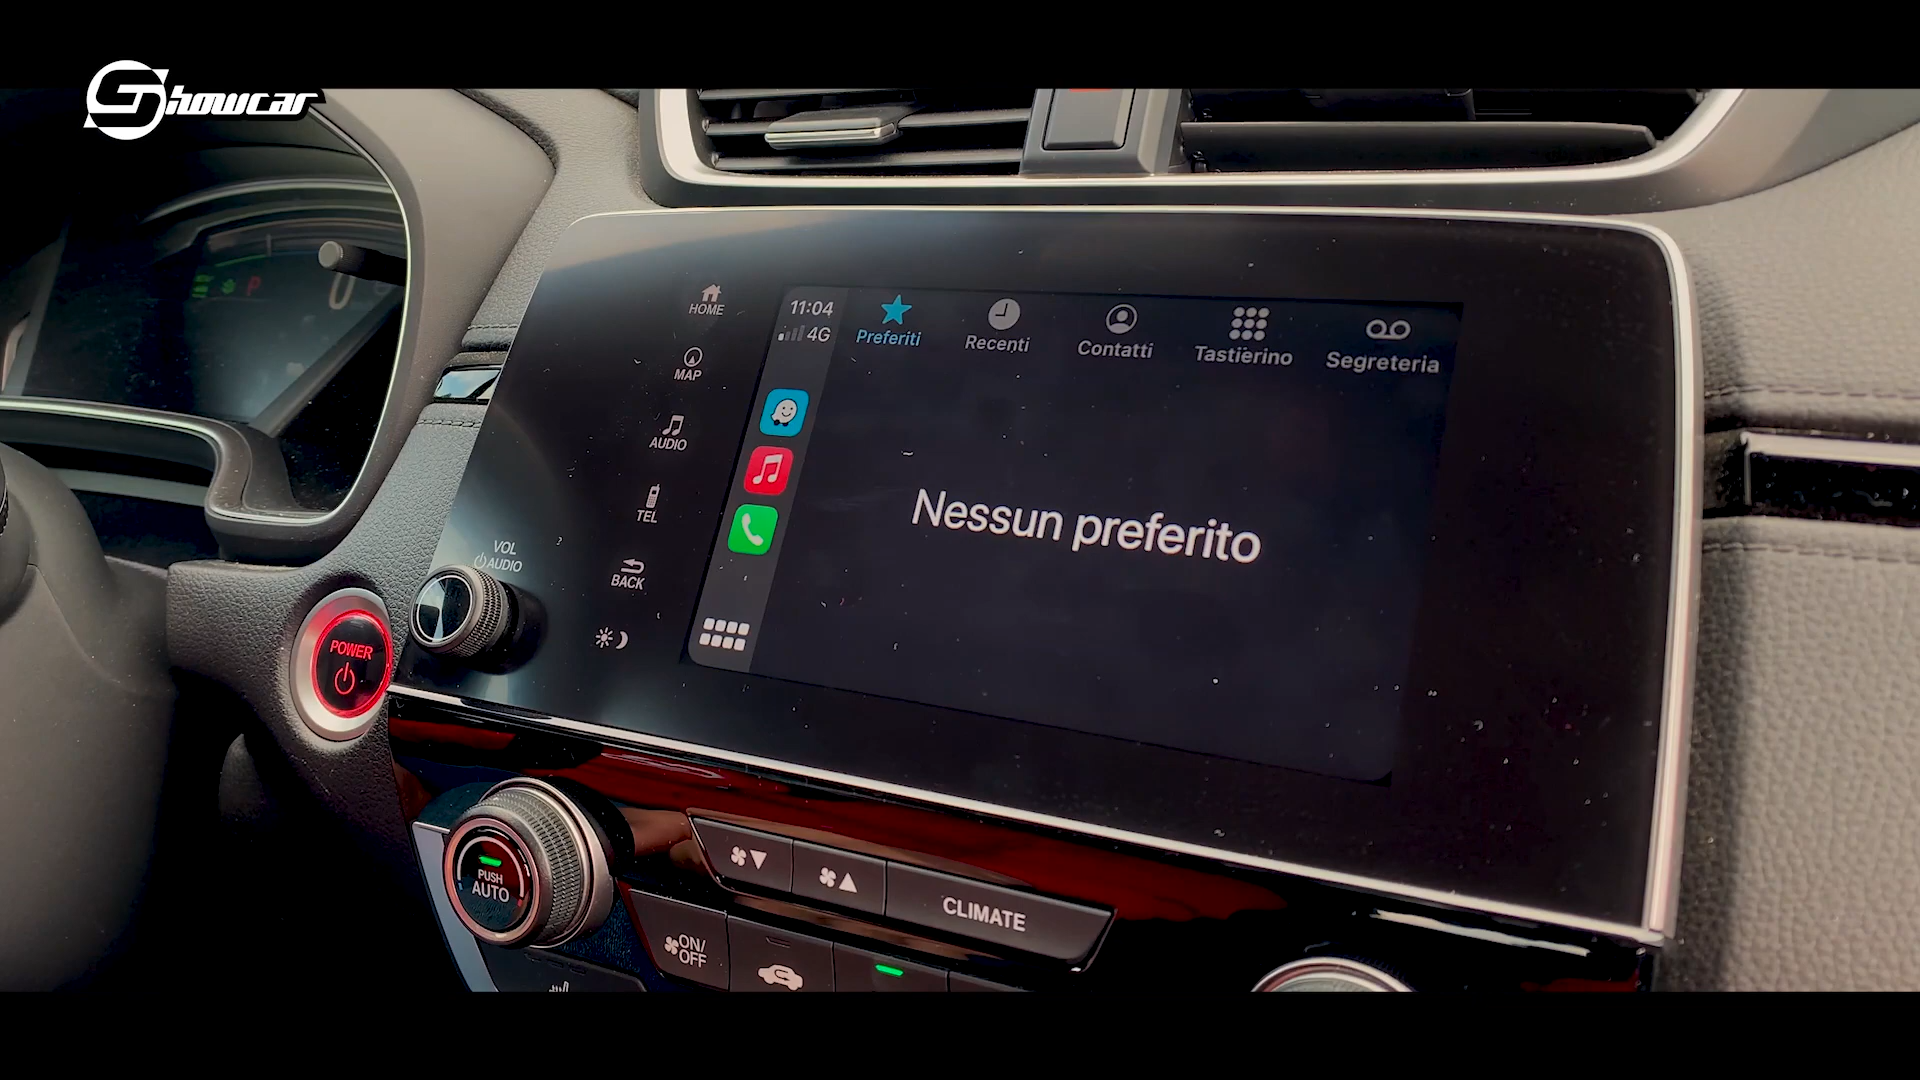 Showcar
HOME
MAP
AUDIO
TEL
BACK
VOL
AUDIO
11:04
4G
Preferiti
Recenti
Contatti
Tastierino
Segreteria
Nessun preferito
P
0
POWER
PUSH
AUTO
CLIMATE
ON/
OFF